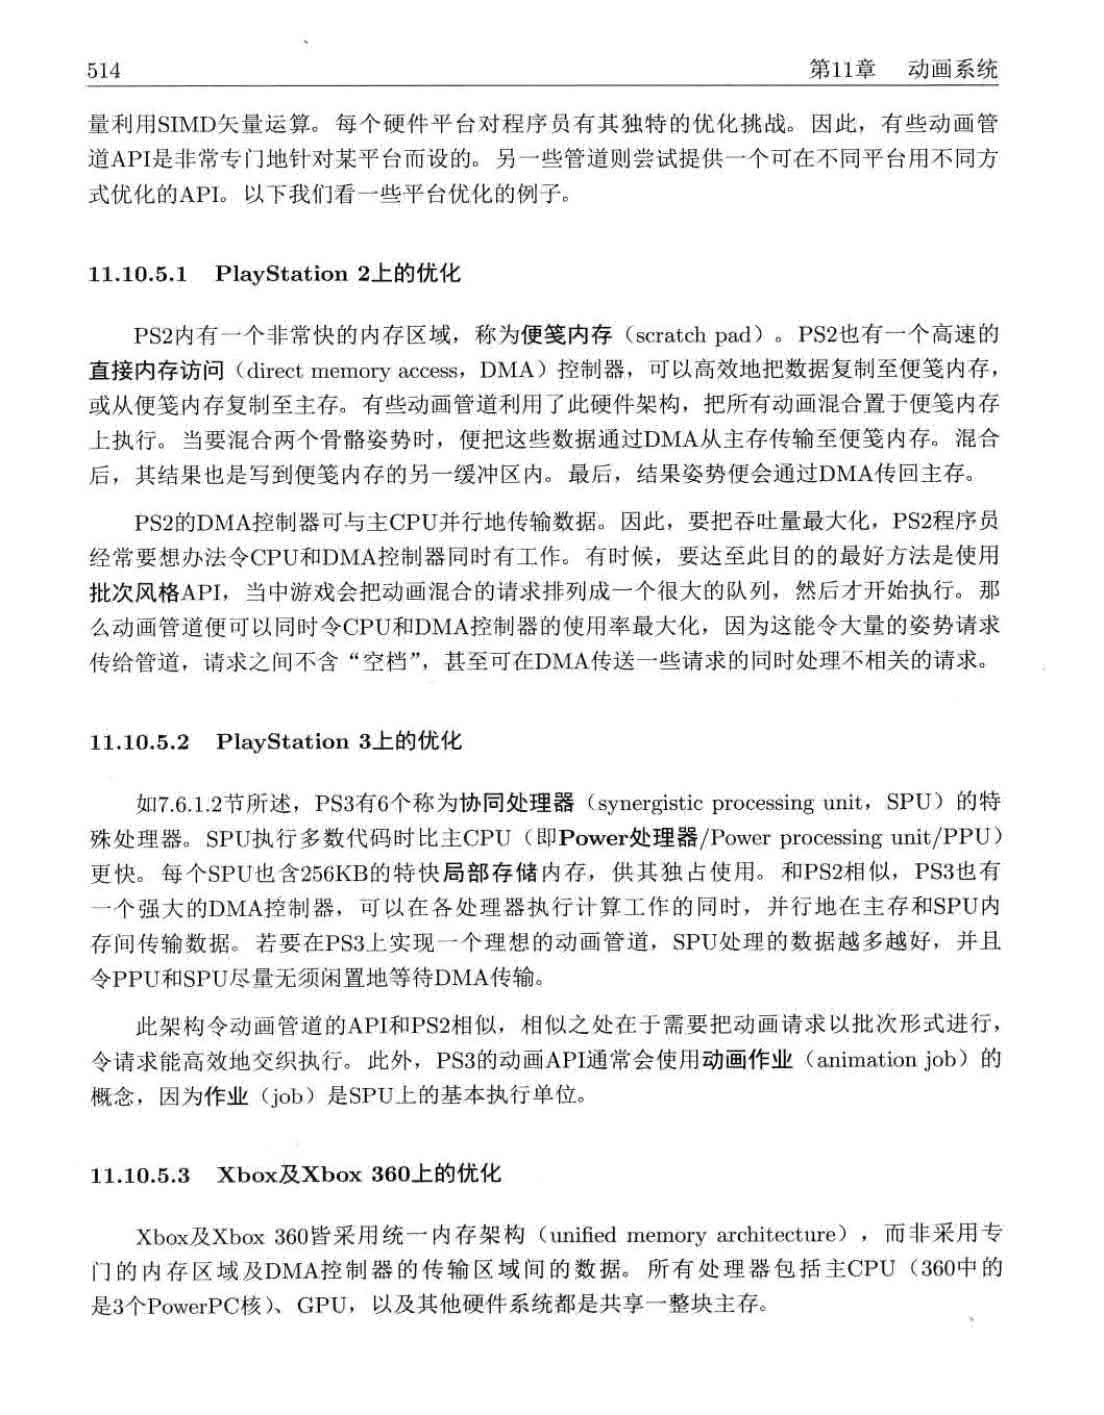 514
第11章 动画系统
量利用SIMD矢量运算。每个硬件平台对程序员有其独特的优化挑战。因此，有些动画管
道API是非常专门地针对某平台而设的。另一些管道则尝试提供一个可在不同平台用不同方
式优化的API。以下我们看一些平台优化的例子。
11.10.5.1 PlayStation 2上的优化
PS2内有一个非常快的内存区域，称为便笺内存（scratch pad）。PS2也有一个高速的
直接内存访问（direct memory access，DMA）控制器，可以高效地把数据复制至便笺内存，
或从便笺内存复制至主存。有些动画管道利用了此硬件架构，把所有动画混合置于便笺内存
上执行。当要混合两个骨骼姿势时，便把这些数据通过DMA从主存传输至便笺内存。混合
后，其结果也是写到便笺内存的另一缓冲区内。最后，结果姿势便会通过DMA传回主存。
PS2的DMA控制器可与主CPU并行地传输数据。因此，要把吞吐量最大化，PS2程序员
经常要想办法令CPU和DMA控制器同时有工作。有时候，要达至此目的的最好方法是使用
批次风格API，当中游戏会把动画混合的请求排列成一个很大的队列，然后才开始执行。那
么动画管道便可以同时令CPU和DMA控制器的使用率最大化，因为这能令大量的姿势请求
传给管道，请求之间不含“空档”，甚至可在DMA传送一些请求的同时处理不相关的请求。
11.10.5.2 PlayStation 3上的优化
如7.6.1.2节所述，PS3有6个称为协同处理器（synergistic processing unit，SPU）的特
殊处理器。SPU执行多数代码时比主CPU（即Power处理器/Power processing unit/PPU）
更快。每个SPU也含256KB的特快局部存储内存，供其独占使用。和PS2相似，PS3也有
一个强大的DMA控制器，可以在各处理器执行计算工作的同时，并行地在主存和SPU内
存间传输数据。若要在PS3上实现一个理想的动画管道，SPU处理的数据越多越好，并且
令PPU和SPU尽量无须闲置地等待DMA传输。
此架构令动画管道的API和PS2相似，相似之处在于需要把动画请求以批次形式进行，
令请求能高效地交织执行。此外，PS3的动画API通常会使用动画作业（animation job）的
概念，因为作业（job）是SPU上的基本执行单位。
11.10.5.3 Xbox及Xbox 360上的优化
Xbox及Xbox 360皆采用统一内存架构（unified memory architecture），而非采用专
门的内存区域及DMA控制器的传输区域间的数据。所有处理器包括主CPU（360中的
是3个PowerPC核）、GPU，以及其他硬件系统都是共享一整块主存。